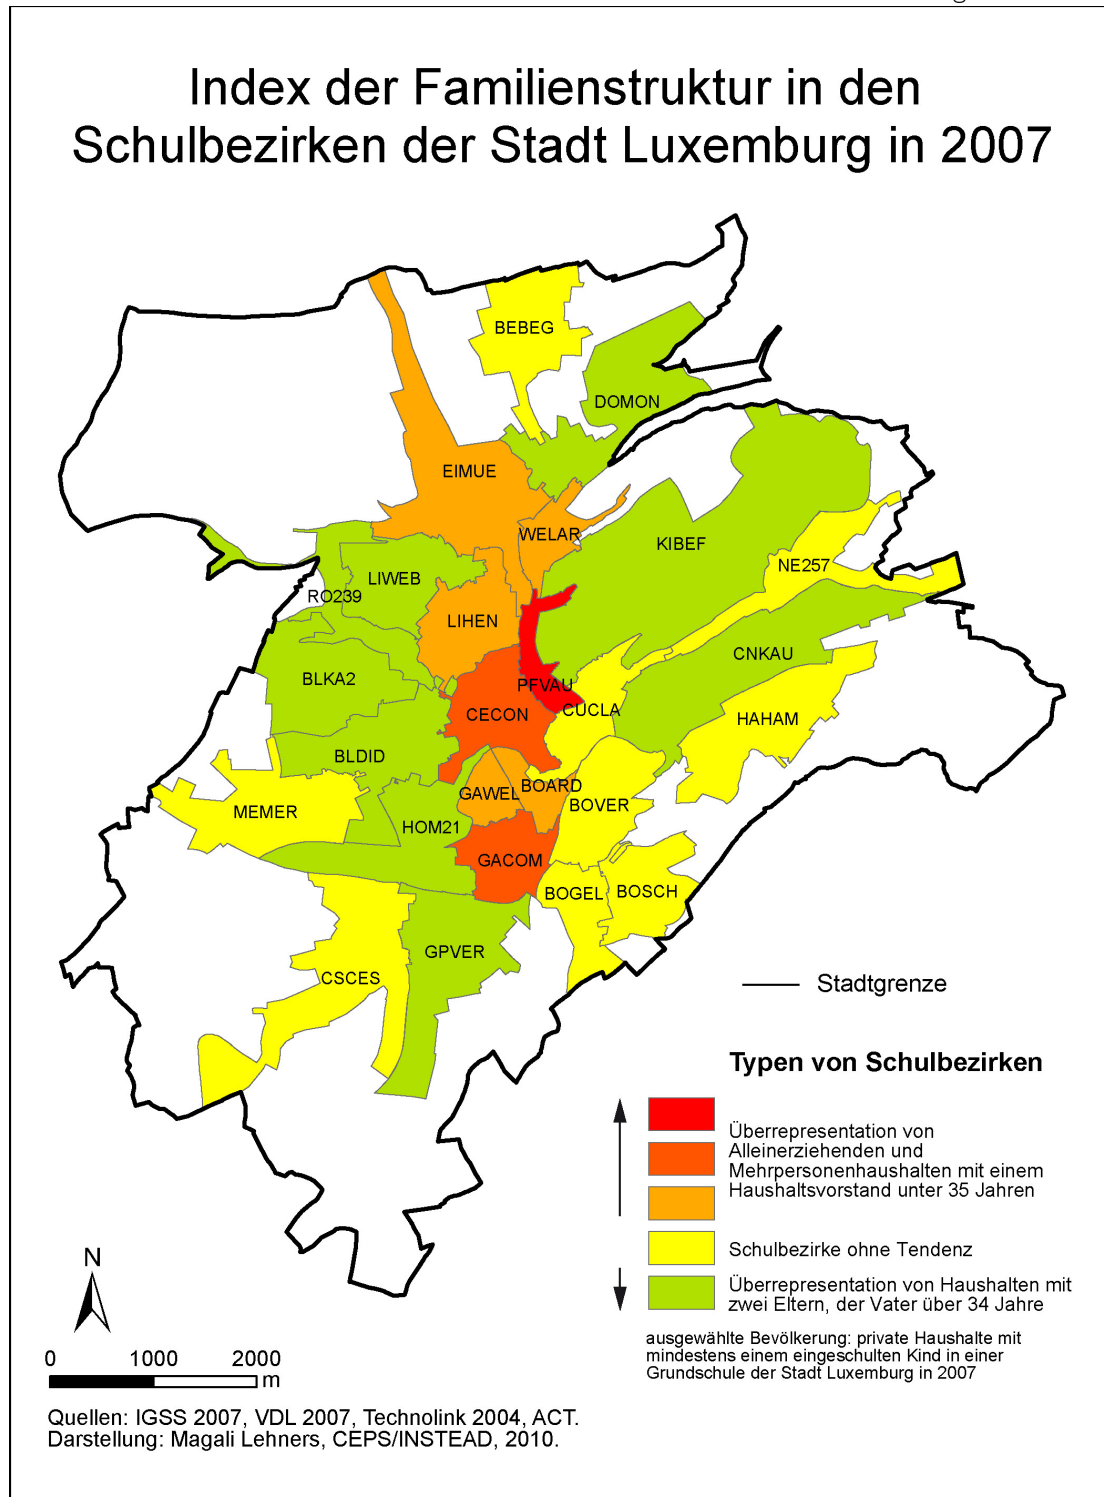 Index der Familienstruktur in den
Schulbezirken der Stadt Luxemburg in 2007
BEBEG
DOMON
EIMUE
WELAR
KIBEF
NE257
LIWEB
RO239
LIHEN
CNKAU
BLKA2
PFVAU
CUCLA
CECON
HAHAM
BLDID
GAWEL
BOARD
BOVER
MEMER
HOM21
GACOM
BOGEL
BOSCH
GPVER
CSCES
Stadtgrenze
Typen von Schulbezirken
Überrepresentation von
Alleinerziehenden und
Mehrpersonenhaushalten mit einem
Haushaltsvorstand unter 35 Jahren
Schulbezirke ohne Tendenz
Überrepresentation von Haushalten mit
zwei Eltern, der Vater über 34 Jahre
ausgewählte Bevölkerung: private Haushalte mit
mindestens einem eingeschulten Kind in einer
Grundschule der Stadt Luxemburg in 2007
N
0 1000 2000
m
Quellen: IGSS 2007, VDL 2007, Technolink 2004, ACT.
Darstellung: Magali Lehners, CEPS/INSTEAD, 2010.